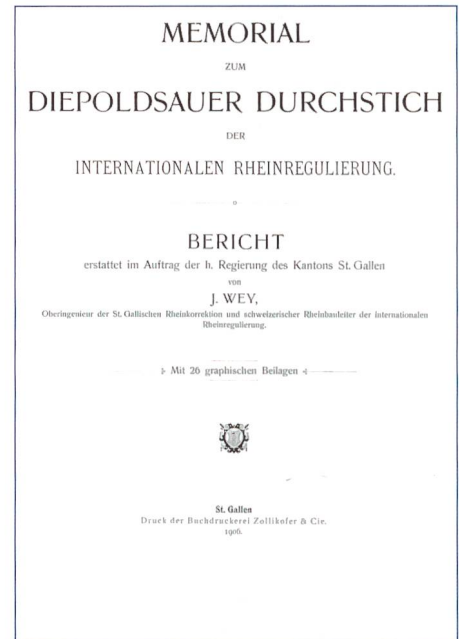 MEMORIAL
ZUM
DIEPOLDSAUER DURCHSTICH
DER
INTERNATIONALEN RHEINREGULIERUNG.
BERICHT
erstattet im Auftrag der h. Regierung des Kantons St. Gallen
von
J. WEY,
Oberingenieur der St. Gallischen Rheinkorrektion und schweizerischer Rheinbauleiter der internationalen
Rheinregulierung.
Mit 26 graphischen Beilagen
St. Gallen
Druck der Buchdruckerei Zollikofer & Cie.
1906.